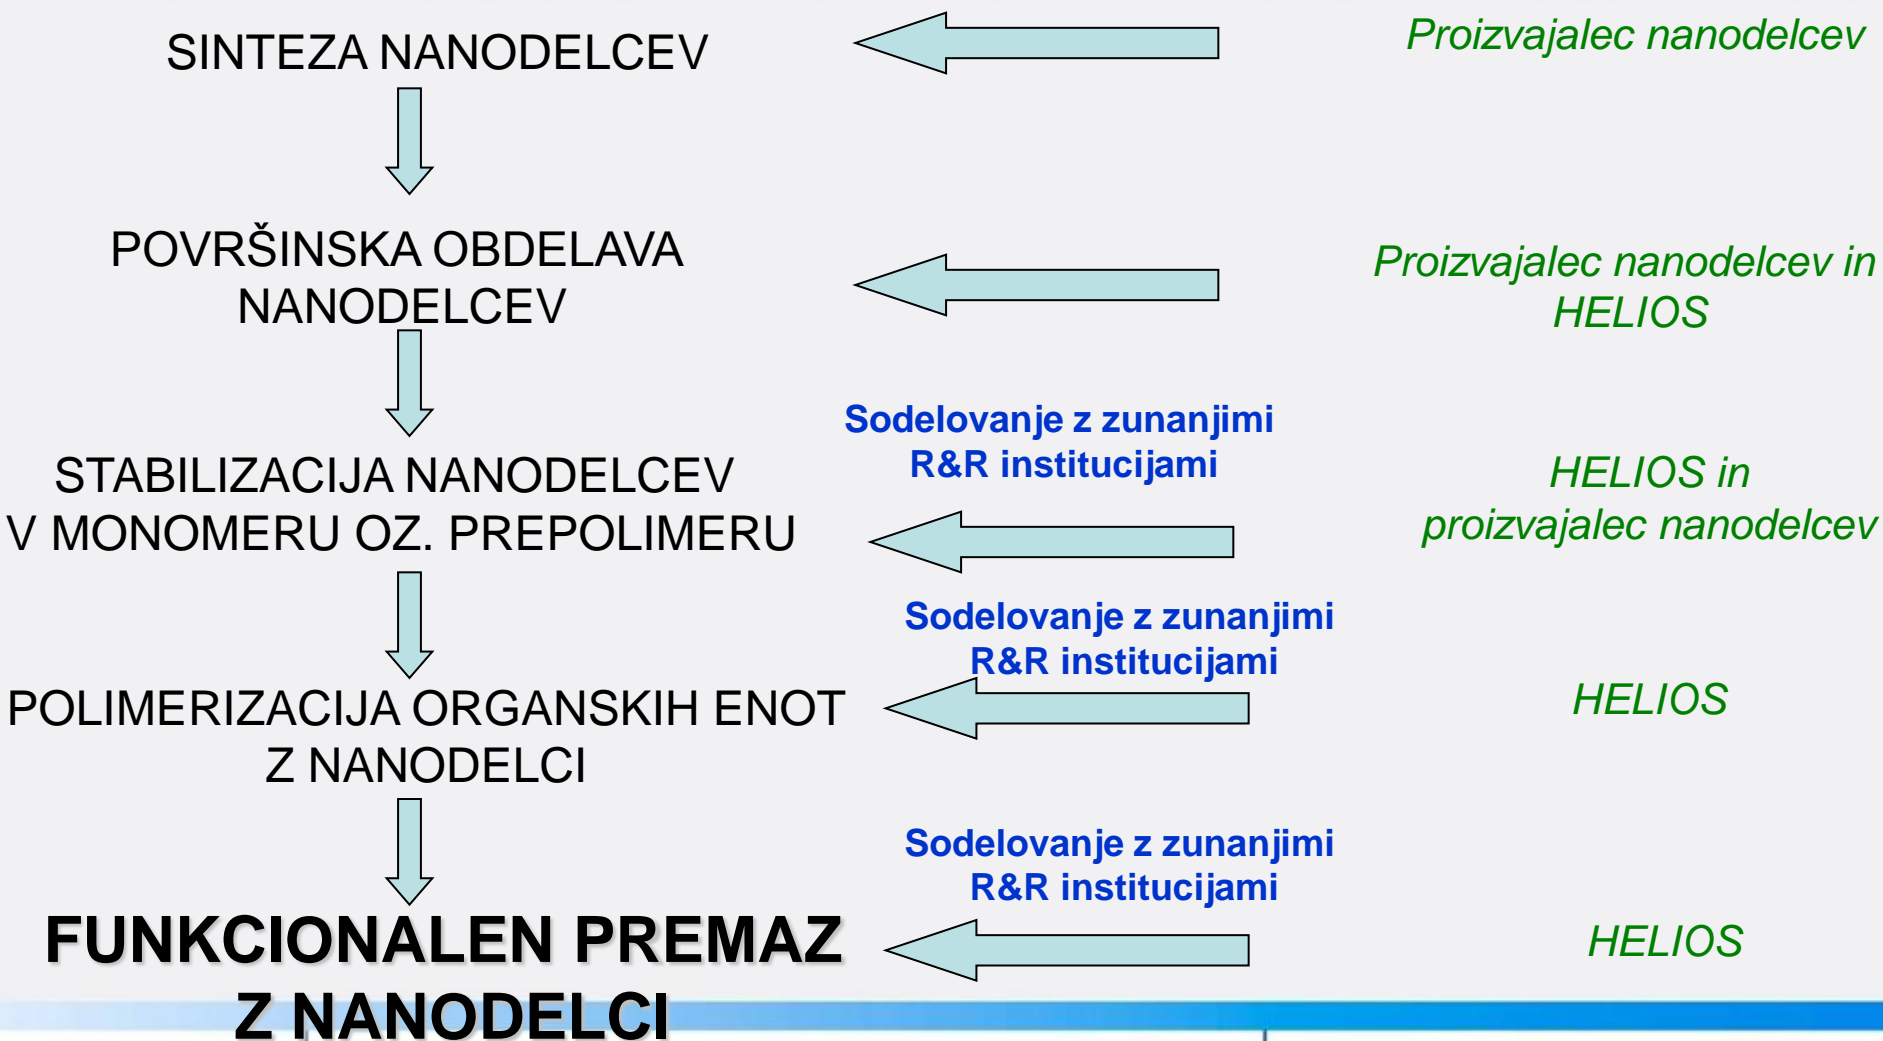 SINTEZA NANODELCEV
Proizvajalec nanodelcev
POVRŠINSKA OBDELAVA
NANODELCEV
Proizvajalec nanodelcev in
HELIOS
Sodelovanje z zunanjimi
R&R institucijami
STABILIZACIJA NANODELCEV
V MONOMERU OZ. PREPOLIMERU
HELIOS in
proizvajalec nanodelcev
Sodelovanje z zunanjimi
R&R institucijami
POLIMERIZACIJA ORGANSKIH ENOT
Z NANODELCI
HELIOS
Sodelovanje z zunanjimi
R&R institucijami
FUNKCIONALEN PREMAZ
Z NANODELCI
HELIOS